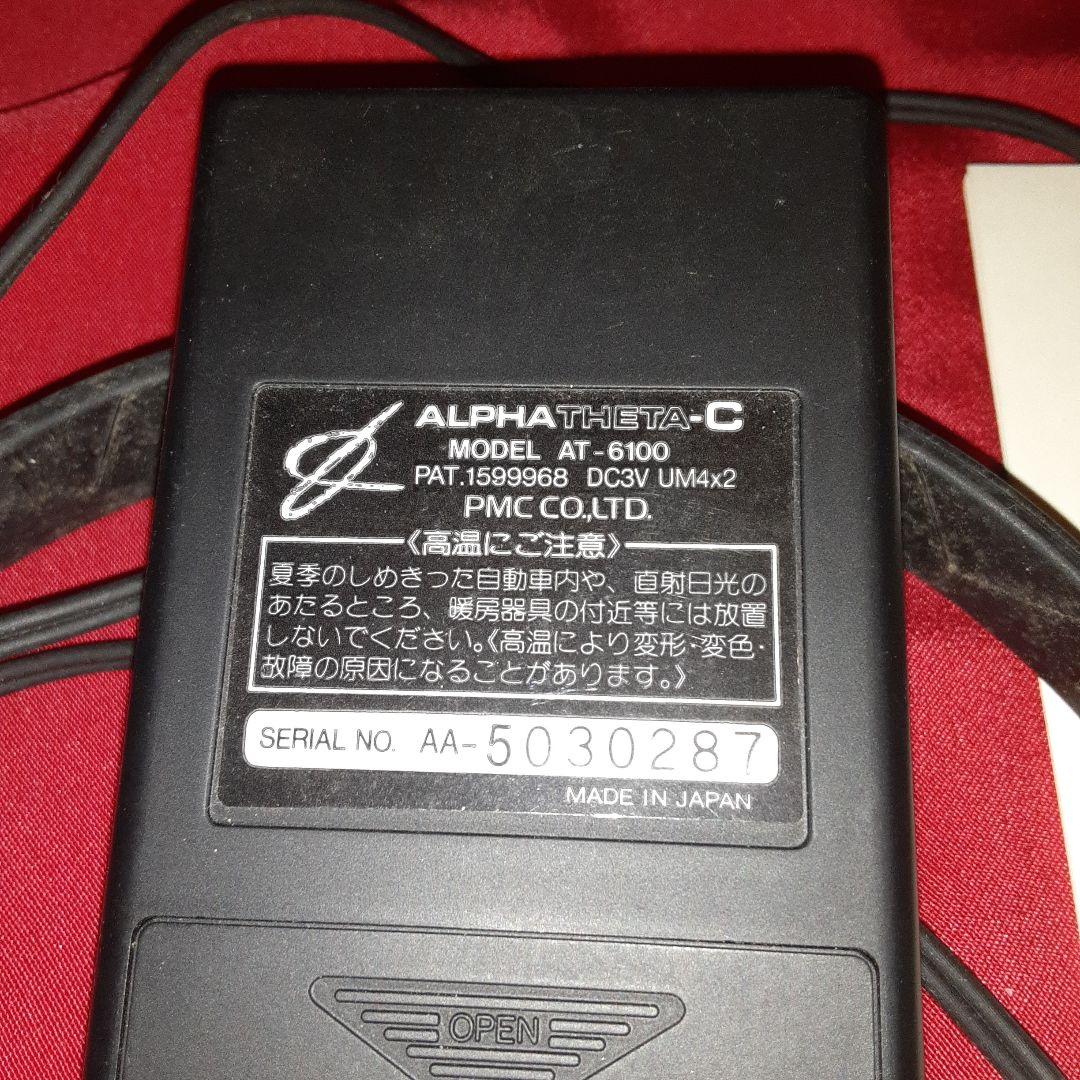 ALPHATHETA-C
MODEL AT-6100
PAT.1599968 DC3V UM4x2
PMC CO.,LTD.
〈高温にご注意〉
夏季のしめきった自動車内や、直射日光の
あたるところ、暖房器具の付近等には放置
しないでください。〈高温により変形・変色・
故障の原因になることがあります。〉
SERIAL NO. AA-5030287
MADE IN JAPAN
OPEN